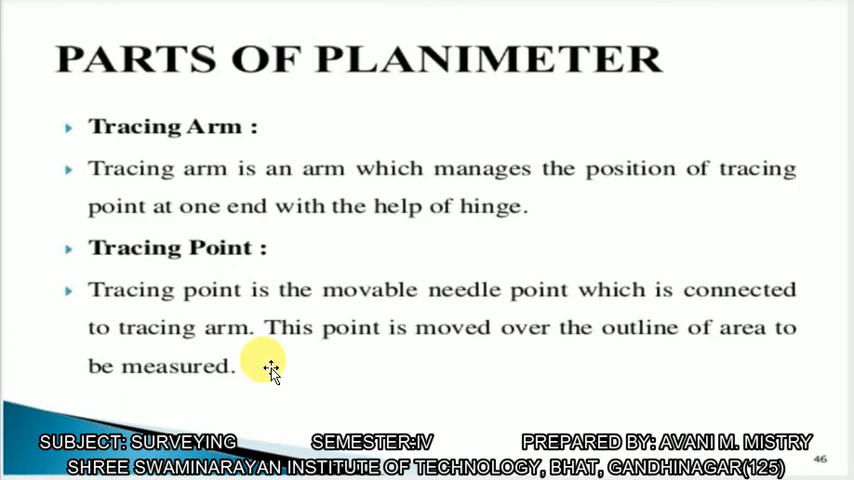 PARTS OF PLANIMETER
Tracing Arm :
Tracing arm is an arm which manages the position of tracing
point at one end with the help of hinge.
Tracing Point :
Tracing point is the movable needle point which is connected
to tracing arm. This point is moved over the outline of area to
be measured.
SUBJECT: SURVEYING SEMESTER:IV PREPARED BY: AVANI M. MISTRY
SHREE SWAMINARAYAN INSTITUTE OF TECHNOLOGY, BHAT, GANDHINAGAR(125)
46